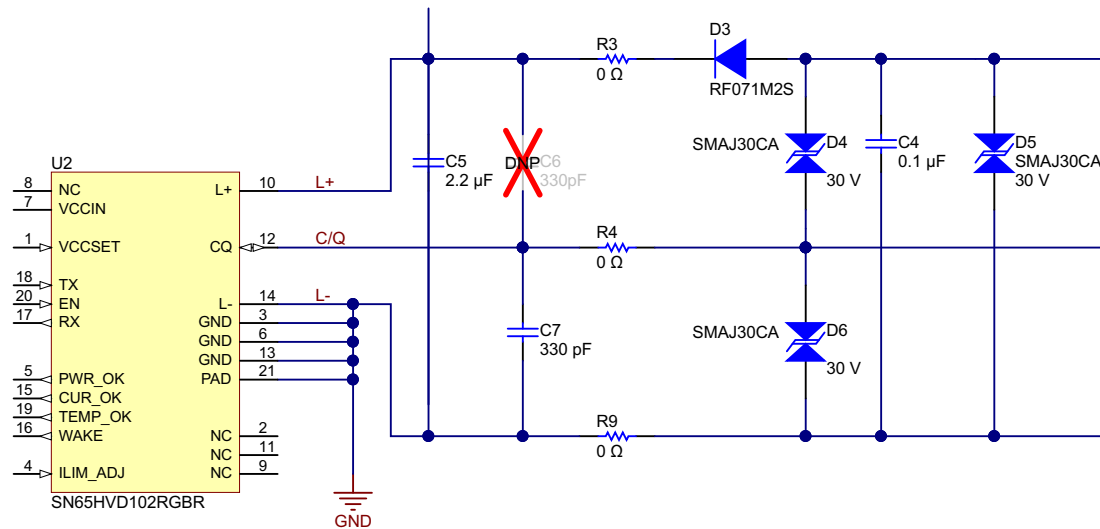 D3
R3
0 Ω
RF071M2S
U2
8 NC
7 VCCIN
1 VCCSET
18 TX
20 EN
17 RX
5 PWR_OK
15 CUR_OK
19 TEMP_OK
16 WAKE
4 ILIM_ADJ
L+ 10 L+
CQ 12 C/Q
L- 14 L-
GND 3
GND 6
GND 13
PAD 21
NC 2
NC 11
NC 9
SN65HVD102RGBR
GND
C5
2.2 µF
DNP C6
330pF
C7
330 pF
R4
0 Ω
R9
0 Ω
SMAJ30CA D4
30 V
C4
0.1 µF
D5
SMAJ30CA
30 V
SMAJ30CA D6
30 V